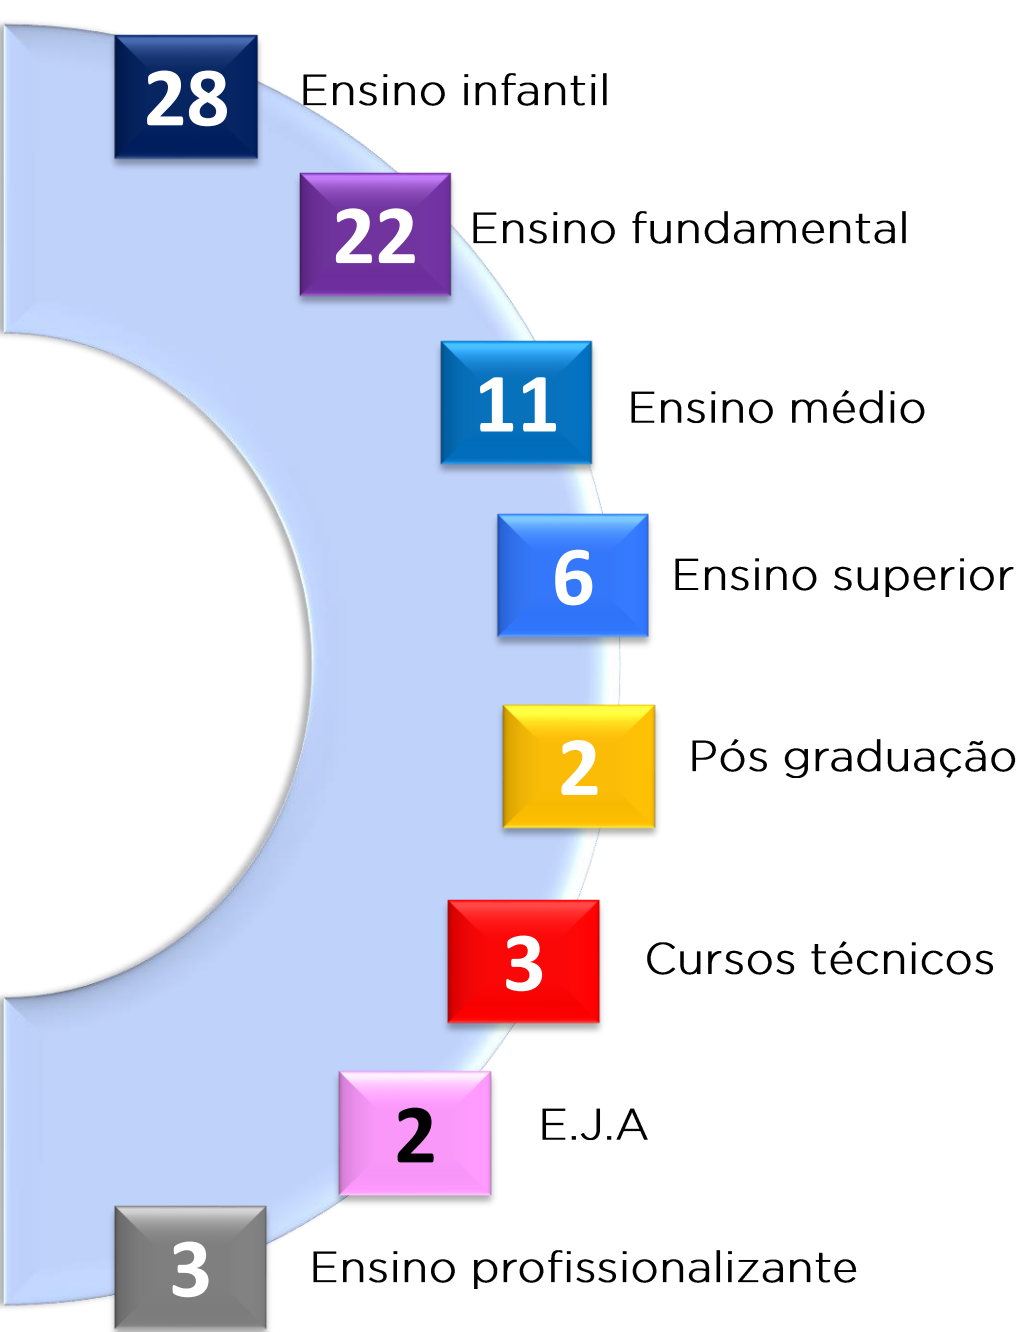 28 Ensino infantil
22 Ensino fundamental
11 Ensino médio
6 Ensino superior
2 Pós graduação
3 Cursos técnicos
2 E.J.A
3 Ensino profissionalizante